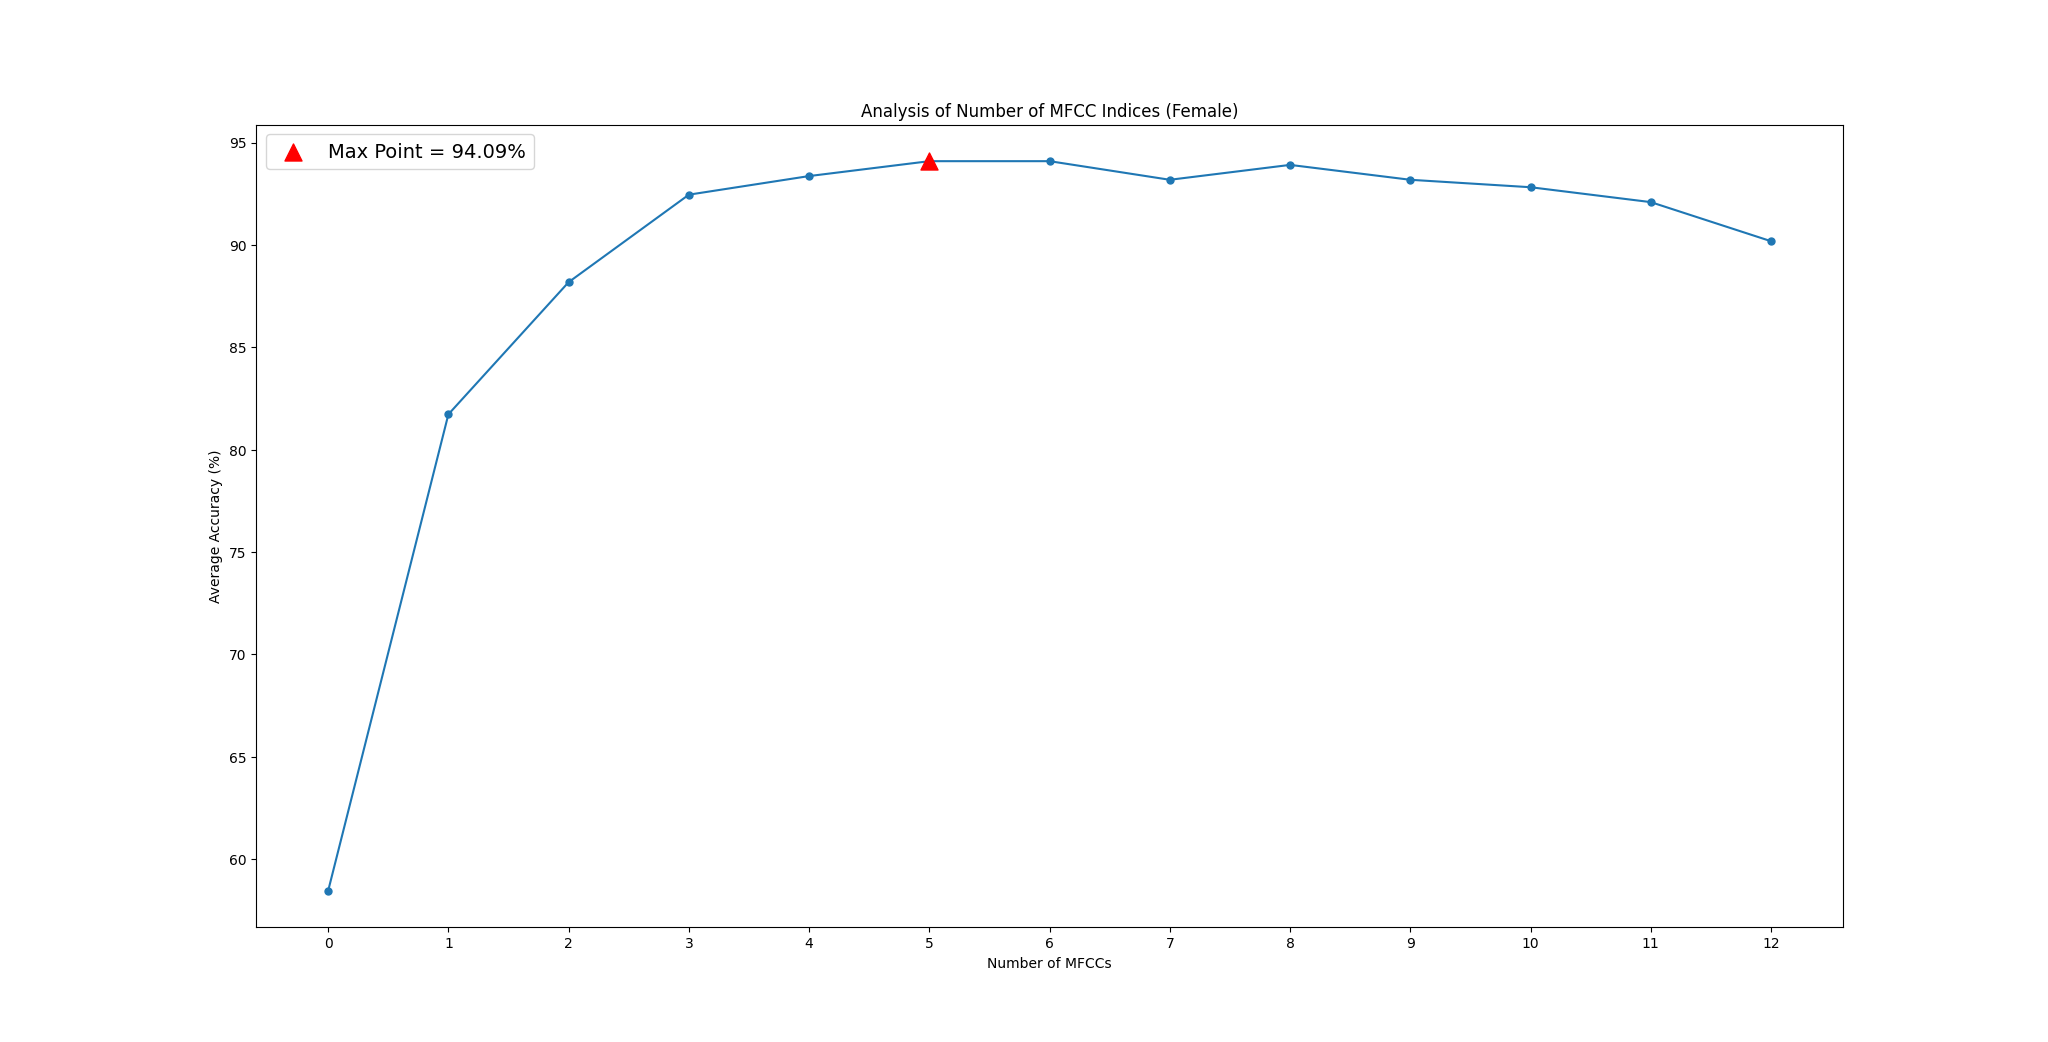 Analysis of Number of MFCC Indices (Female)
Max Point = 94.09%
95
90
85
80
75
70
65
60
Average Accuracy (%)
0 1 2 3 4 5 6 7 8 9 10 11 12
Number of MFCCs